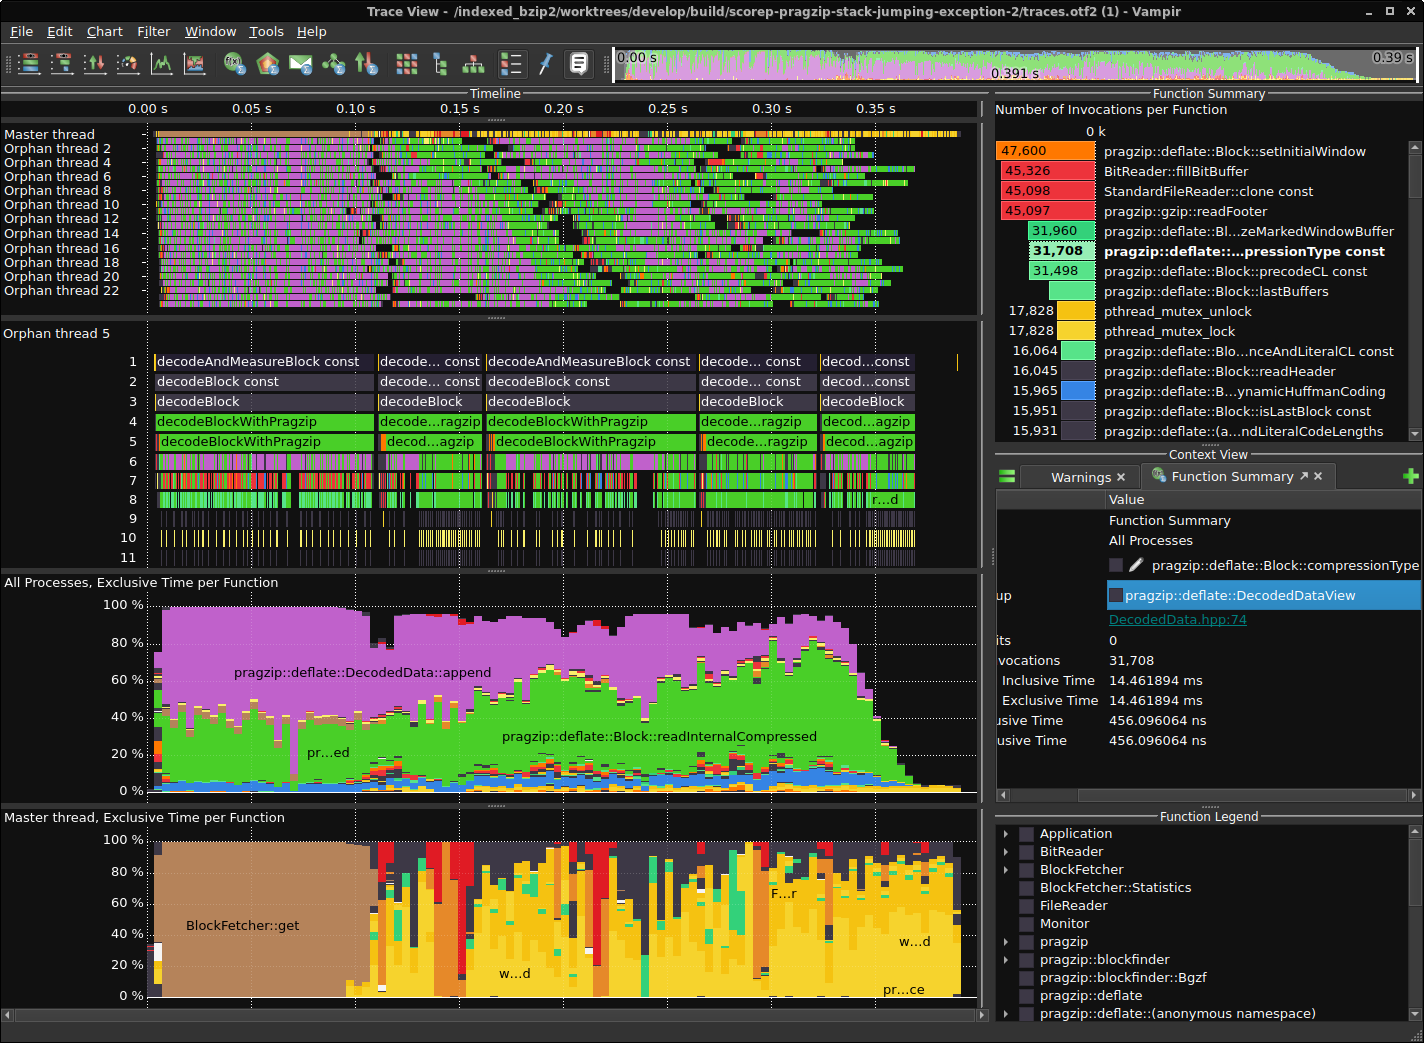 Trace View - /indexed_bzip2/worktrees/develop/build/scorep-pragzip-stack-jumping-exception-2/traces.otf2 (1) - Vampir
File Edit Chart Filter Window Tools Help
0.00 s 0.39 s
0.391 s
Timeline
0.00 s 0.05 s 0.10 s 0.15 s 0.20 s 0.25 s 0.30 s 0.35 s
Master thread
Orphan thread 2
Orphan thread 4
Orphan thread 6
Orphan thread 8
Orphan thread 10
Orphan thread 12
Orphan thread 14
Orphan thread 16
Orphan thread 18
Orphan thread 20
Orphan thread 22
Orphan thread 5
1 decodeAndMeasureBlock const decode... const decodeAndMeasureBlock const decode... const decod...const
2 decodeBlock const decode... const decodeBlock const decode... const decod...const
3 decodeBlock decodeBlock decodeBlock decodeBlock decodeBlock
4 decodeBlockWithPragzip decode...ragzip decodeBlockWithPragzip decode...ragzip decod...agzip
5 decodeBlockWithPragzip decod...agzip decodeBlockWithPragzip decode...ragzip decod...agzip
6
7
8 r...d
9
10
11
All Processes, Exclusive Time per Function
100 %
80 %
pragzip::deflate::DecodedData::append
60 %
40 %
pragzip::deflate::Block::readInternalCompressed
pr...ed
20 %
0 %
Master thread, Exclusive Time per Function
100 %
80 %
F...r
60 %
BlockFetcher::get
40 %
w...d
20 %
w...d
pr...ce
0 %
Function Summary
Number of Invocations per Function
0 k
47,600 pragzip::deflate::Block::setInitialWindow
45,326 BitReader::fillBitBuffer
45,098 StandardFileReader::clone const
45,097 pragzip::gzip::readFooter
31,960 pragzip::deflate::Bl...zeMarkedWindowBuffer
31,708 pragzip::deflate::...pressionType const
31,498 pragzip::deflate::Block::precodeCL const
pragzip::deflate::Block::lastBuffers
17,828 pthread_mutex_unlock
17,828 pthread_mutex_lock
16,064 pragzip::deflate::Blo...nceAndLiteralCL const
16,045 pragzip::deflate::Block::readHeader
15,965 pragzip::deflate::B...ynamicHuffmanCoding
15,951 pragzip::deflate::Block::isLastBlock const
15,931 pragzip::deflate::(a...ndLiteralCodeLengths
Context View
Warnings Function Summary
Value
Function Summary
All Processes
pragzip::deflate::Block::compressionType
up pragzip::deflate::DecodedDataView
DecodedData.hpp:74
its 0
vocations 31,708
Inclusive Time 14.461894 ms
Exclusive Time 14.461894 ms
usive Time 456.096064 ns
usive Time 456.096064 ns
Function Legend
Application
BitReader
BlockFetcher
BlockFetcher::Statistics
FileReader
Monitor
pragzip
pragzip::blockfinder
pragzip::blockfinder::Bgzf
pragzip::deflate
pragzip::deflate::(anonymous namespace)